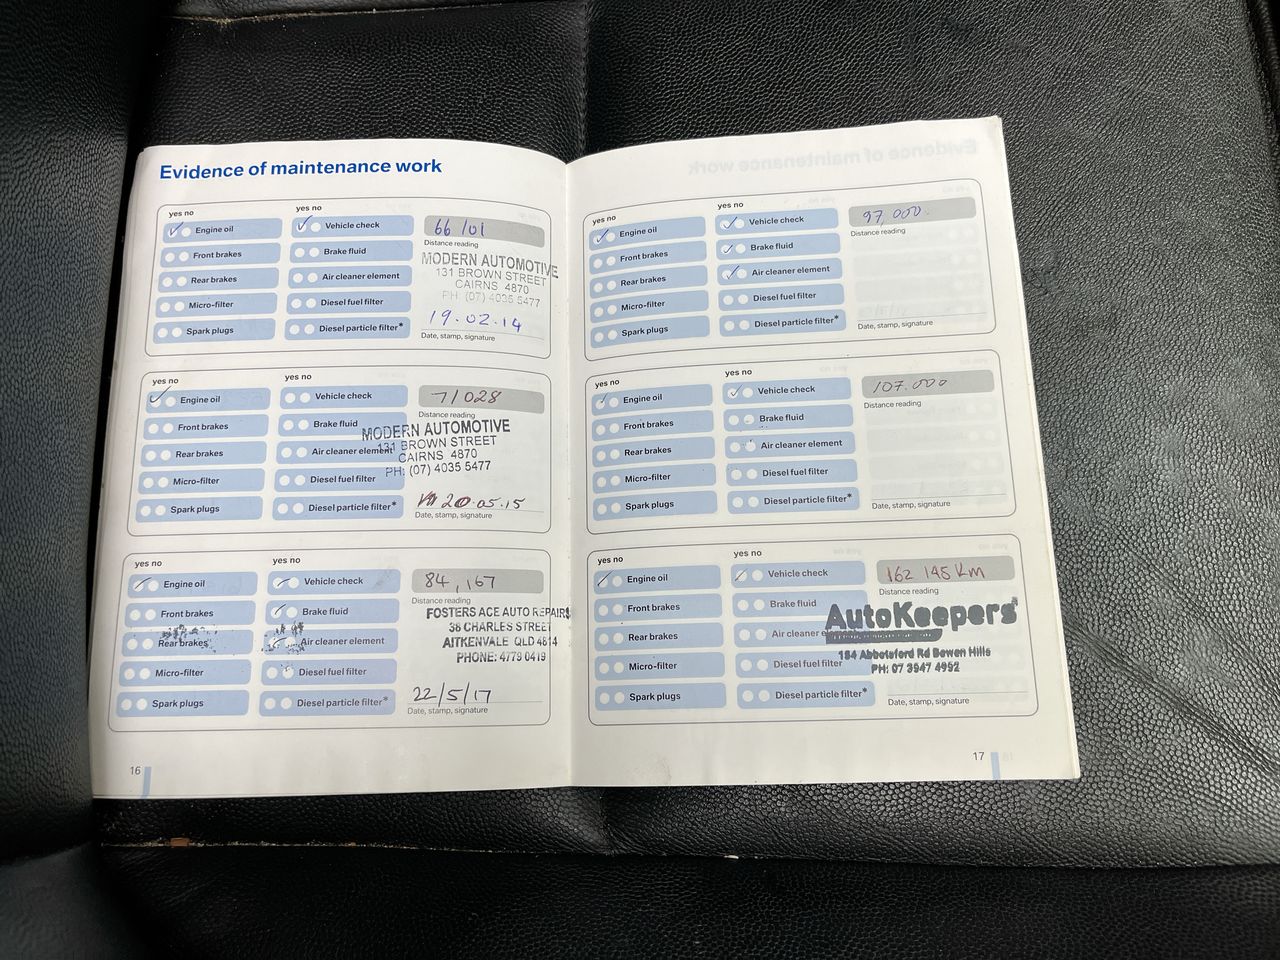 Evidence of maintenance work
yes no
yes no
Engine oil
Vehicle check
66 101
Distance reading
Front brakes
Brake fluid
MODERN AUTOMOTIVE
131 BROWN STREET
CAIRNS 4870
PH: (07) 4035 5477
Rear brakes
Air cleaner element
Micro-filter
Diesel fuel filter
19.02.14
Spark plugs
Diesel particle filter*
Date, stamp, signature
yes no
yes no
Engine oil
Vehicle check
71028
Distance reading
Front brakes
Brake fluid
MODERN AUTOMOTIVE
131 BROWN STREET
CAIRNS 4870
PH: (07) 4035 5477
Rear brakes
Air cleaner element
Micro-filter
Diesel fuel filter
20.05.15
Spark plugs
Diesel particle filter*
Date, stamp, signature
yes no
yes no
Engine oil
Vehicle check
84,167
Distance reading
Front brakes
Brake fluid
FOSTERS ACE AUTO REPAIRS
38 CHARLES STREET
AITKENVALE QLD 4814
PHONE: 4779 0419
Rear brakes
Air cleaner element
Micro-filter
Diesel fuel filter
22/5/17
Spark plugs
Diesel particle filter*
Date, stamp, signature
16
yes no
yes no
Engine oil
Vehicle check
97,000
Distance reading
Front brakes
Brake fluid
Rear brakes
Air cleaner element
Micro-filter
Diesel fuel filter
Spark plugs
Diesel particle filter*
Date, stamp, signature
yes no
yes no
Engine oil
Vehicle check
107.000
Distance reading
Front brakes
Brake fluid
Rear brakes
Air cleaner element
Micro-filter
Diesel fuel filter
Spark plugs
Diesel particle filter*
Date, stamp, signature
yes no
yes no
Engine oil
Vehicle check
162 145 Km
Distance reading
Front brakes
Brake fluid
AutoKeepers
184 Abbotsford Rd Bowen Hills
PH: 07 3947 4992
Rear brakes
Air cleaner
Micro-filter
Diesel fuel filter
Spark plugs
Diesel particle filter*
Date, stamp, signature
17